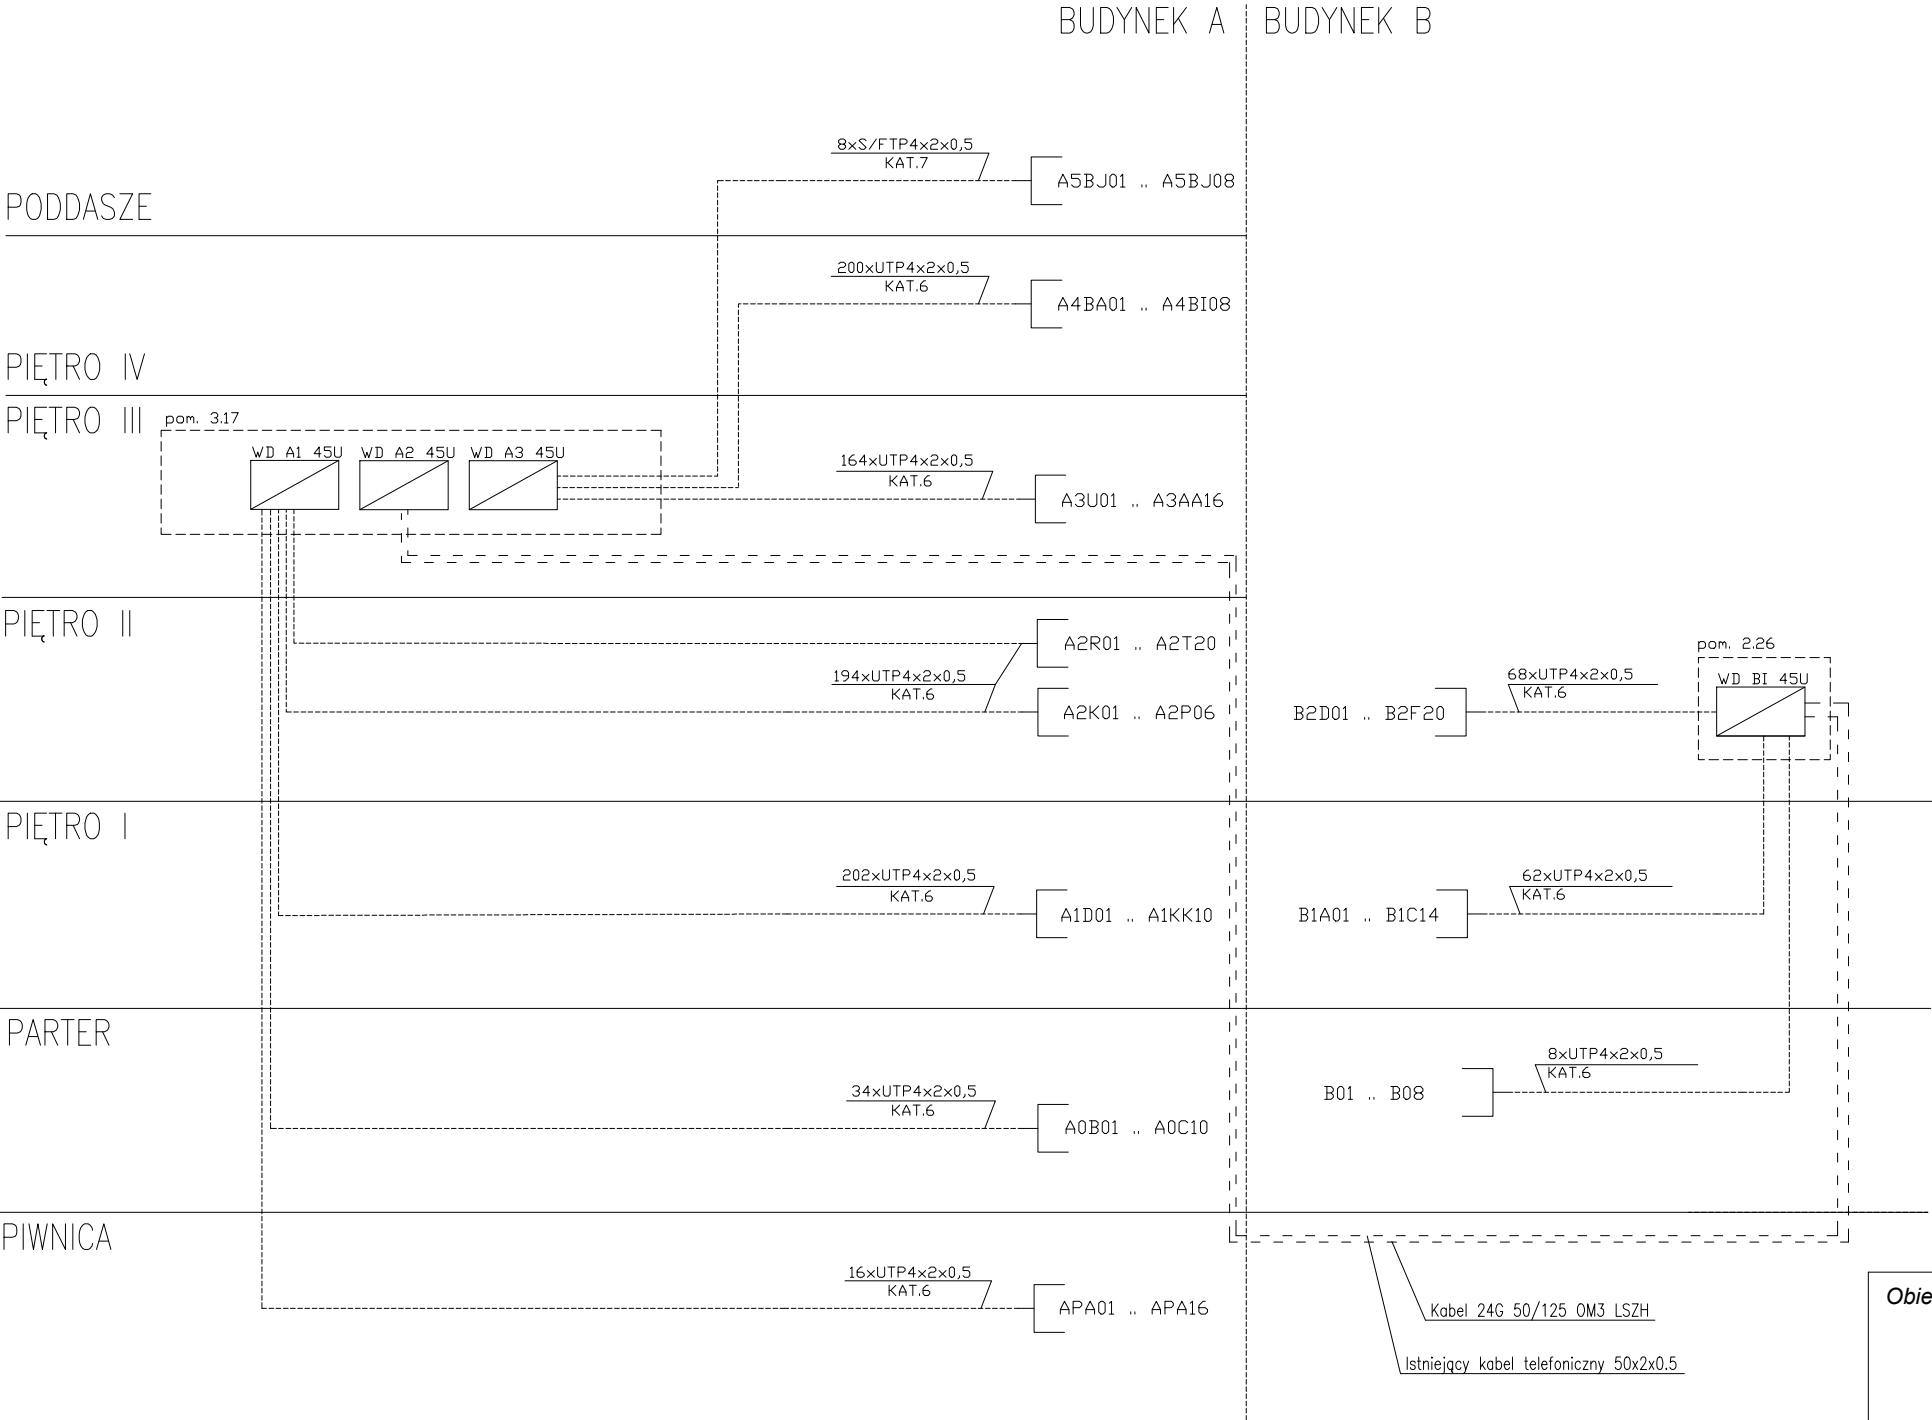 BUDYNEK A
BUDYNEK B
8xS/FTP4x2x0,5
KAT.7
A5BJ01 .. A5BJ08
PODDASZE
200xUTP4x2x0,5
KAT.6
A4BA01 .. A4BI08
PIĘTRO IV
PIĘTRO III
pom. 3.17
WD A1 45U
WD A2 45U
WD A3 45U
164xUTP4x2x0,5
KAT.6
A3U01 .. A3AA16
PIĘTRO II
A2R01 .. A2T20
194xUTP4x2x0,5
KAT.6
A2K01 .. A2P06
B2D01 .. B2F20
68xUTP4x2x0,5
KAT.6
pom. 2.26
WD BI 45U
PIĘTRO I
202xUTP4x2x0,5
KAT.6
A1D01 .. A1KK10
B1A01 .. B1C14
62xUTP4x2x0,5
KAT.6
PARTER
34xUTP4x2x0,5
KAT.6
A0B01 .. A0C10
B01 .. B08
8xUTP4x2x0,5
KAT.6
PIWNICA
16xUTP4x2x0,5
KAT.6
APA01 .. APA16
Kabel 24G 50/125 OM3 LSZH
Istniejący kabel telefoniczny 50x2x0.5
Obie